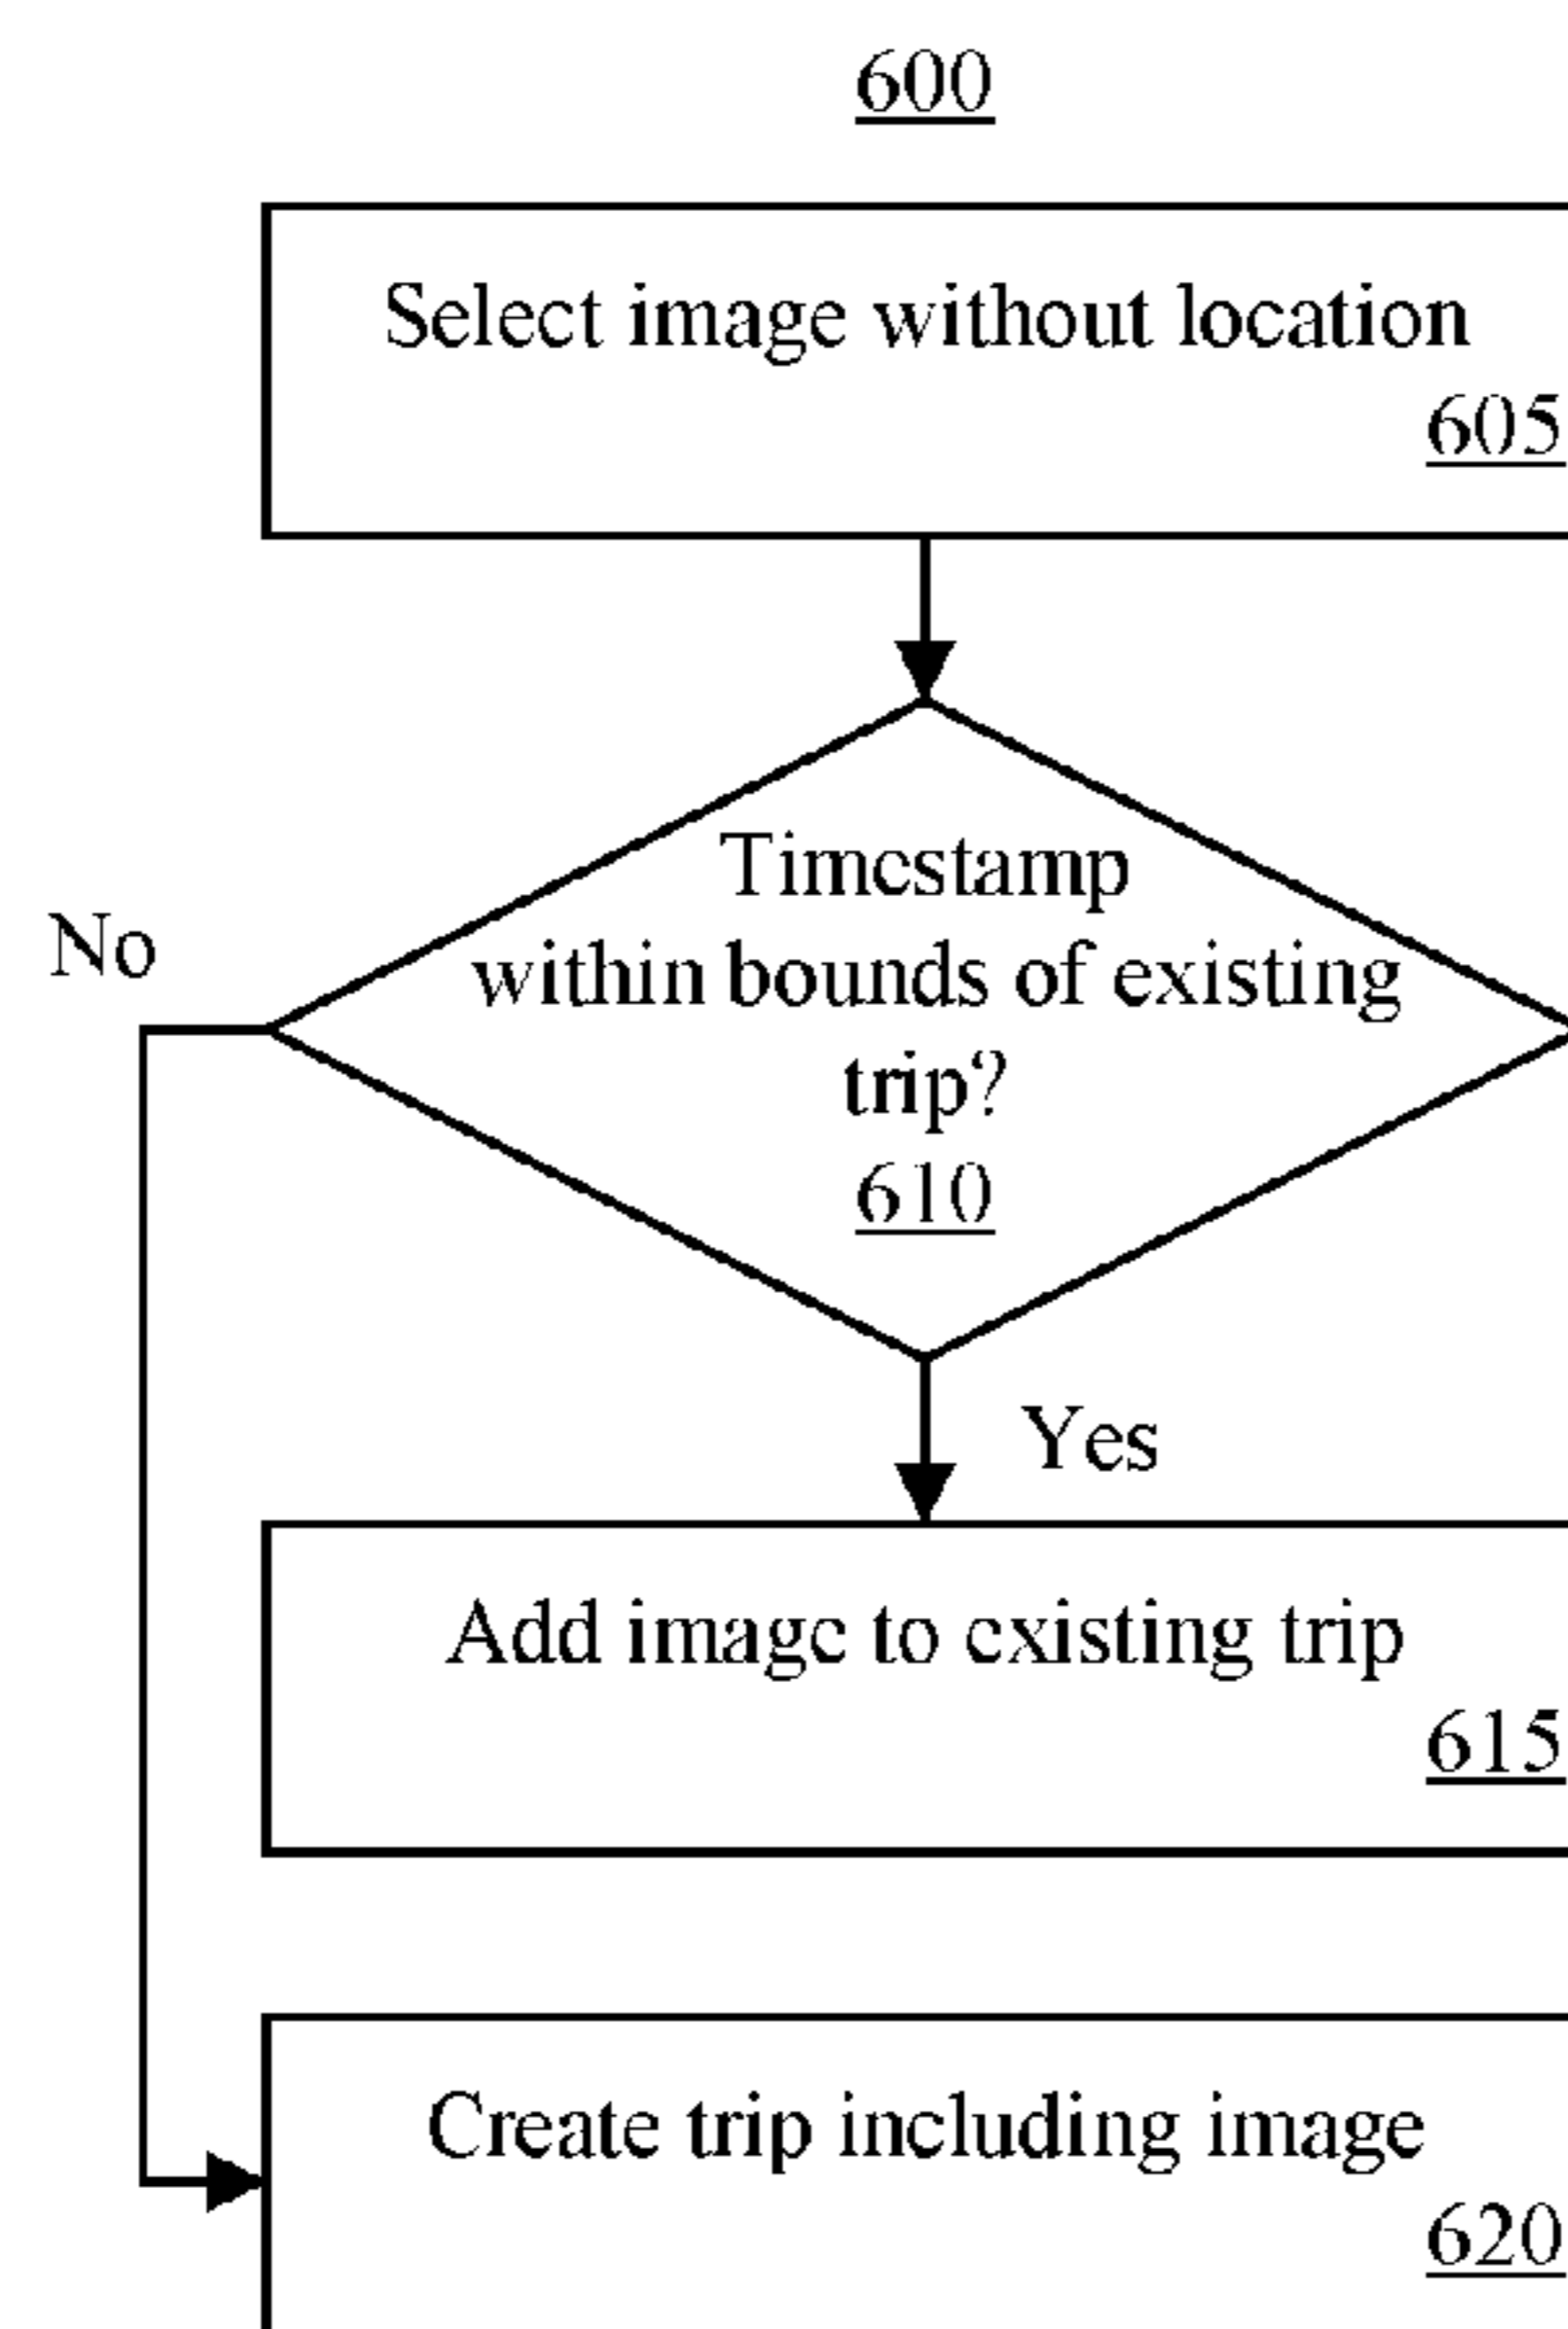 600
Select image without location
605
Timestamp
No
within bounds of existing
trip?
610
Yes
Add image to existing trip
615
Create trip including image
620